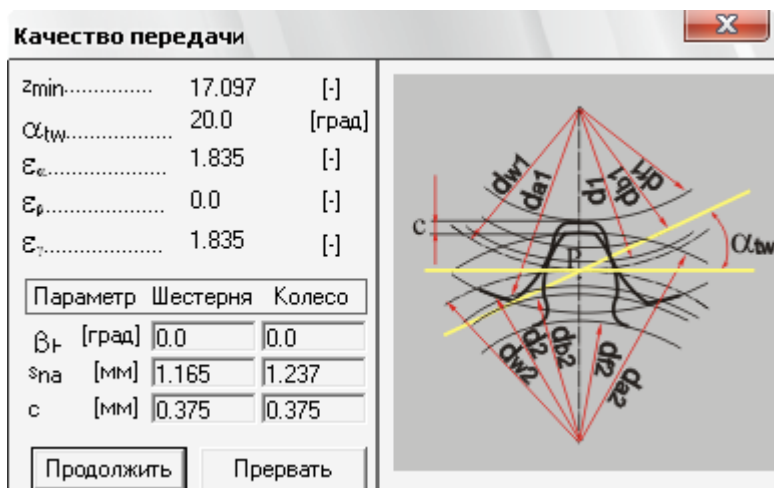 Качество передачи
zmin............... 17.097 [-]
αtw.................. 20.0 [град]
εα..................... 1.835 [-]
εβ.................... 0.0 [-]
εγ.................... 1.835 [-]
Параметр Шестерня Колесо
βb [град] 0.0 0.0
sna [мм] 1.165 1.237
c [мм] 0.375 0.375
Продолжить Прервать
dw1 da1 d1 db1 df1
c
P
αtw
dw2 d2 db2 df2 da2